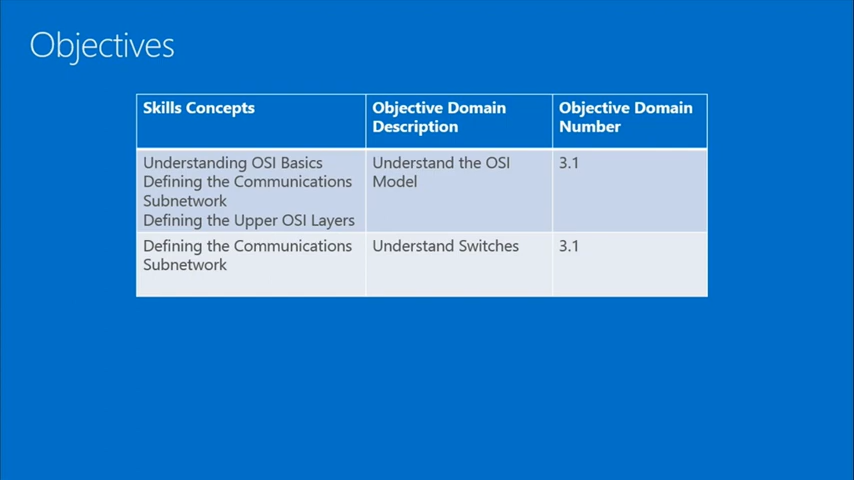 Objectives
Skills Concepts
Objective Domain
Description
Objective Domain
Number
Understanding OSI Basics
Defining the Communications
Subnetwork
Defining the Upper OSI Layers
Understand the OSI
Model
3.1
Defining the Communications
Subnetwork
Understand Switches
3.1